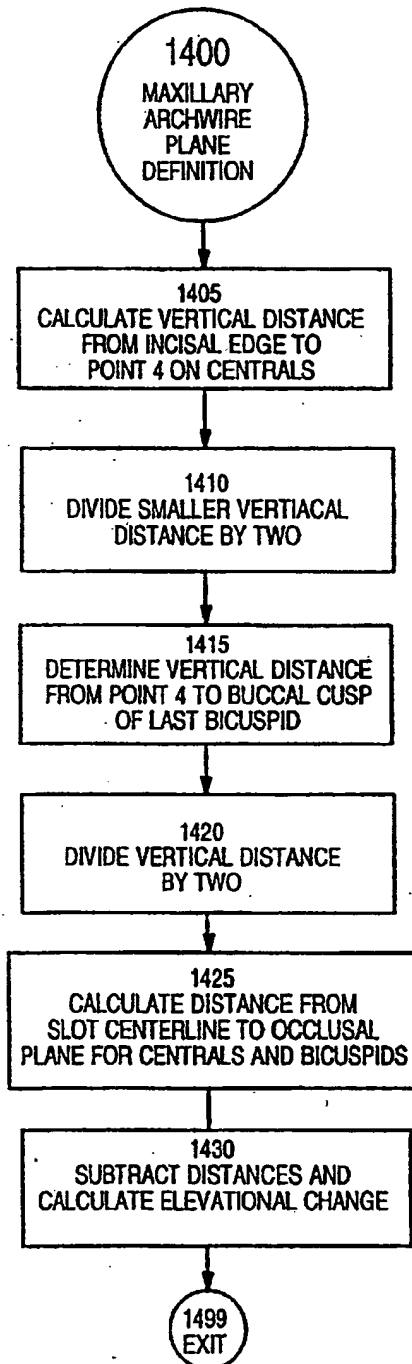 1400
MAXILLARY
ARCHWIRE
PLANE
DEFINITION
1405
CALCULATE VERTICAL DISTANCE
FROM INCISAL EDGE TO
POINT 4 ON CENTRALS
1410
DIVIDE SMALLER VERTIACAL
DISTANCE BY TWO
1415
DETERMINE VERTICAL DISTANCE
FROM POINT 4 TO BUCCAL CUSP
OF LAST BICUSPID
1420
DIVIDE VERTICAL DISTANCE
BY TWO
1425
CALCULATE DISTANCE FROM
SLOT CENTERLINE TO OCCLUSAL
PLANE FOR CENTRALS AND BICUSPIDS
1430
SUBTRACT DISTANCES AND
CALCULATE ELEVATIONAL CHANGE
1499
EXIT